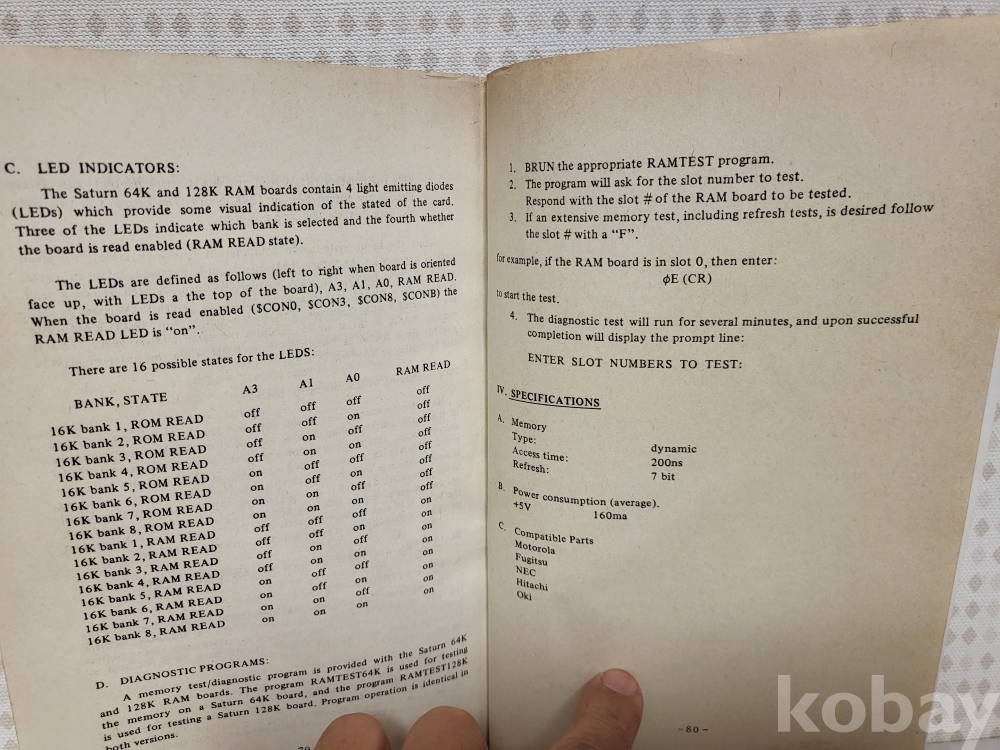 C. LED INDICATORS:
The Saturn 64K and 128K RAM boards contain 4 light emitting diodes
(LEDs) which provide some visual indication of the stated of the card.
Three of the LEDs indicate which bank is selected and the fourth whether
the board is read enabled (RAM READ state).
The LEDs are defined as follows (left to right when board is oriented
face up, with LEDs a the top of the board), A3, A1, A0, RAM READ.
When the board is read enabled ($CON0, $CON3, $CON8, $CONB) the
RAM READ LED is "on".
There are 16 possible states for the LEDS:
BANK, STATE A3 A1 A0 RAM READ
16K bank 1, ROM READ off off off off
16K bank 2, ROM READ off off on off
16K bank 3, ROM READ off on off off
16K bank 4, ROM READ off on on off
16K bank 5, ROM READ on off off off
16K bank 6, ROM READ on off on off
16K bank 7, ROM READ on on off off
16K bank 8, ROM READ on on on off
16K bank 1, RAM READ off off off on
16K bank 2, RAM READ off off on on
16K bank 3, RAM READ off on off on
16K bank 4, RAM READ off on on on
16K bank 5, RAM READ on off off on
16K bank 6, RAM READ on off on
16K bank 7, RAM READ on on off on
16K bank 8, RAM READ on on on on
D. DIAGNOSTIC PROGRAMS:
A memory test/diagnostic program is provided with the Saturn 64K
and 128K RAM boards. The program RAMTEST64K is used for testing
the memory on a Saturn 64K board, and the program RAMTEST128K
is used for testing a Saturn 128K board. Program operation is identical in
both versions.
1. BRUN the appropriate RAMTEST program.
2. The program will ask for the slot number to test.
Respond with the slot # of the RAM board to be tested.
3. If an extensive memory test, including refresh tests, is desired follow
the slot # with a "F".
for example, if the RAM board is in slot 0, then enter:
ϕE (CR)
to start the test.
4. The diagnostic test will run for several minutes, and upon successful
completion will display the prompt line:
ENTER SLOT NUMBERS TO TEST:
IV. SPECIFICATIONS
A. Memory
Type: dynamic
Access time: 200ns
Refresh: 7 bit
B. Power consumption (average).
+5V 160ma
C. Compatible Parts
Motorola
Fugitsu
NEC
Hitachi
Oki
-80-
kobay